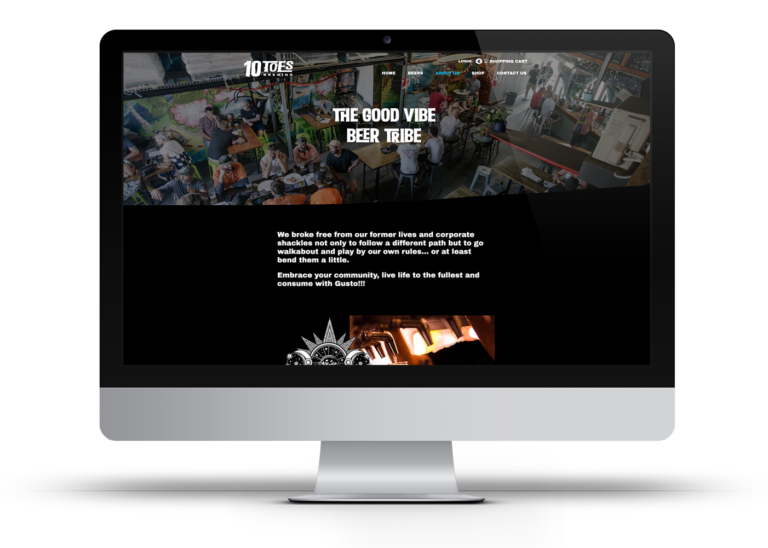 10 TOES
BREWING
LOGIN
0
SHOPPING CART
HOME
BEERS
ABOUT US
SHOP
CONTACT US
THE GOOD VIBE
BEER TRIBE
We broke free from our former lives and corporate
shackles not only to follow a different path but to go
walkabout and play by our own rules... or at least
bend them a little.
Embrace your community, live life to the fullest and
consume with Gusto!!!